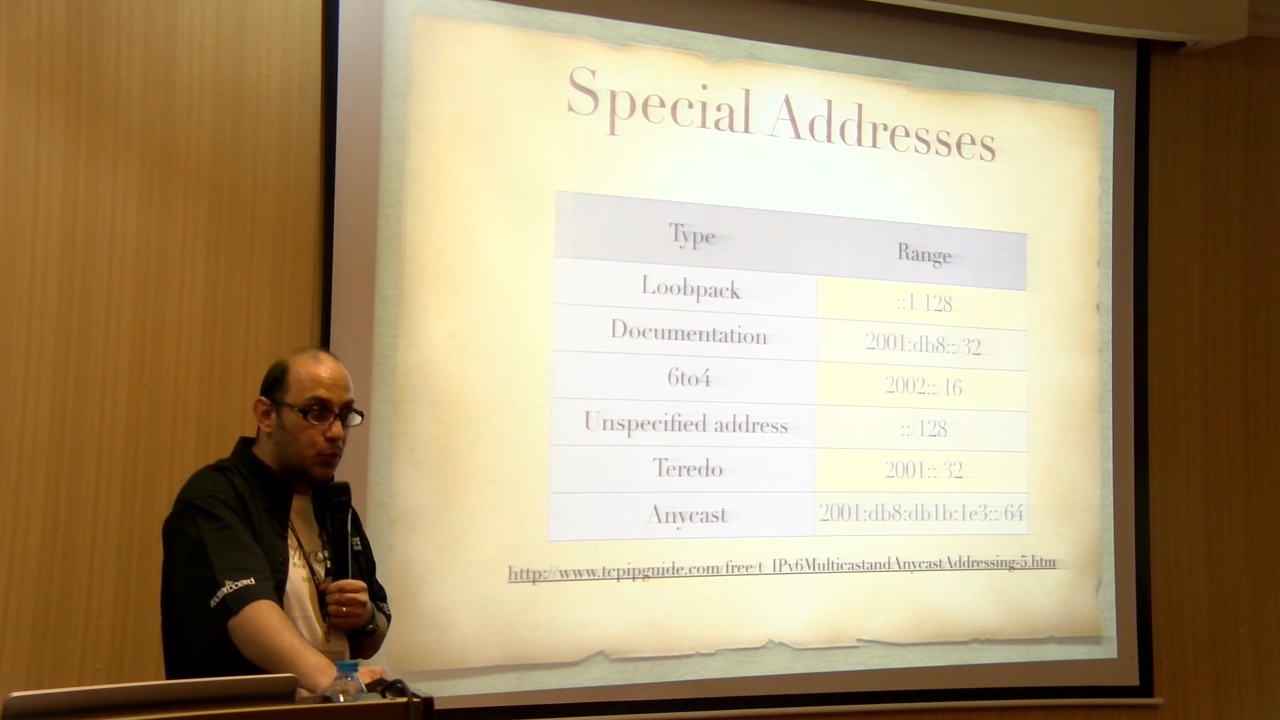 Special Addresses
Type Range
Loobpack ::1/128
Documentation 2001:db8::/32
6to4 2002::/16
Unspecified address ::/128
Teredo 2001::/32
Anycast 2001:db8:db1b:1e3::/64
http://www.tcpipguide.com/free/t_IPv6MulticastandAnycastAddressing-5.htm